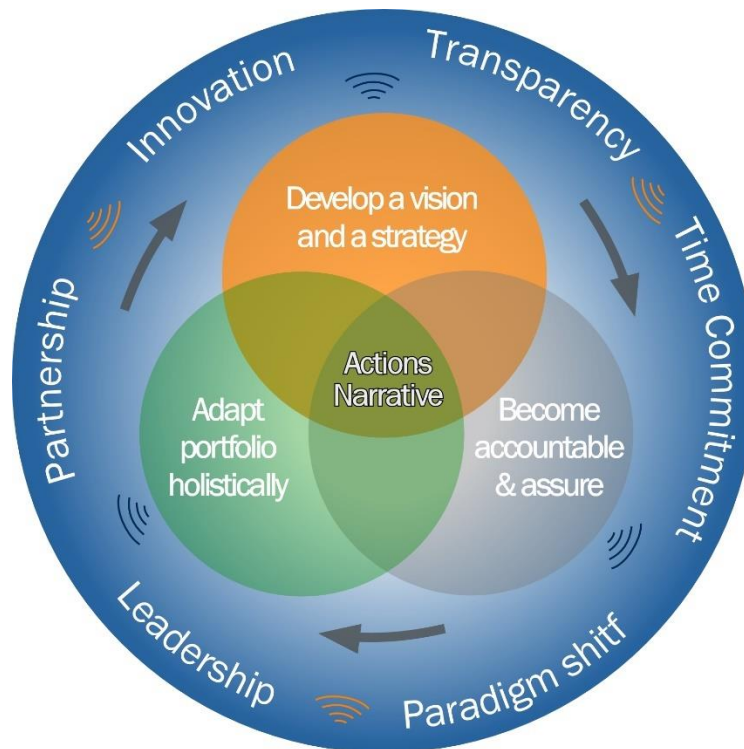 Innovation
Transparency
Time Commitment
Paradigm shitf
Leadership
Partnership
Develop a vision
and a strategy
Actions
Narrative
Adapt
portfolio
holistically
Become
accountable
& assure